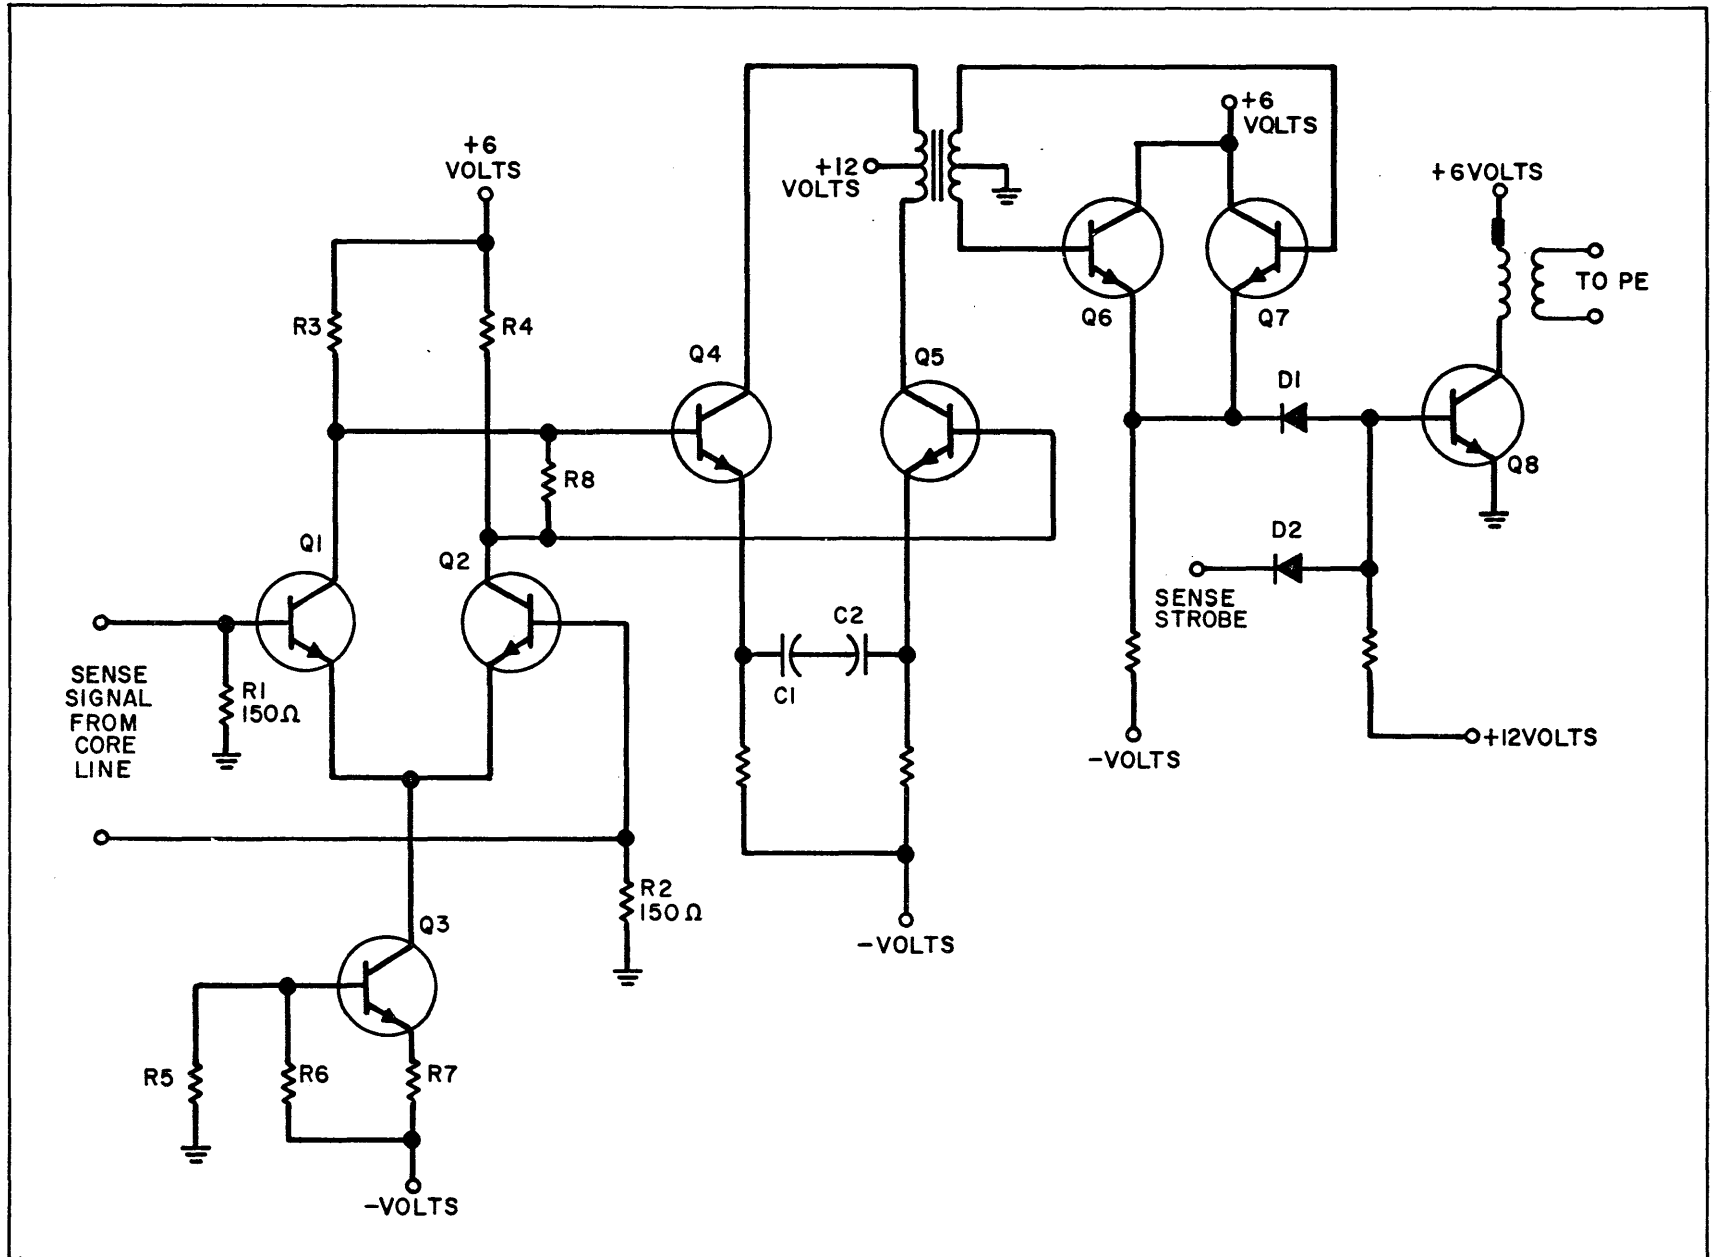 +6
VOLTS
+12
VOLTS
+6
VOLTS
+6VOLTS
TO PE
R3
R4
Q4
Q5
Q6
Q7
D1
Q8
R8
Q1
Q2
D2
SENSE
STROBE
C2
C1
SENSE
SIGNAL
FROM
CORE
LINE
R1
150Ω
-VOLTS
+12VOLTS
R2
150Ω
-VOLTS
Q3
R5
R6
R7
-VOLTS